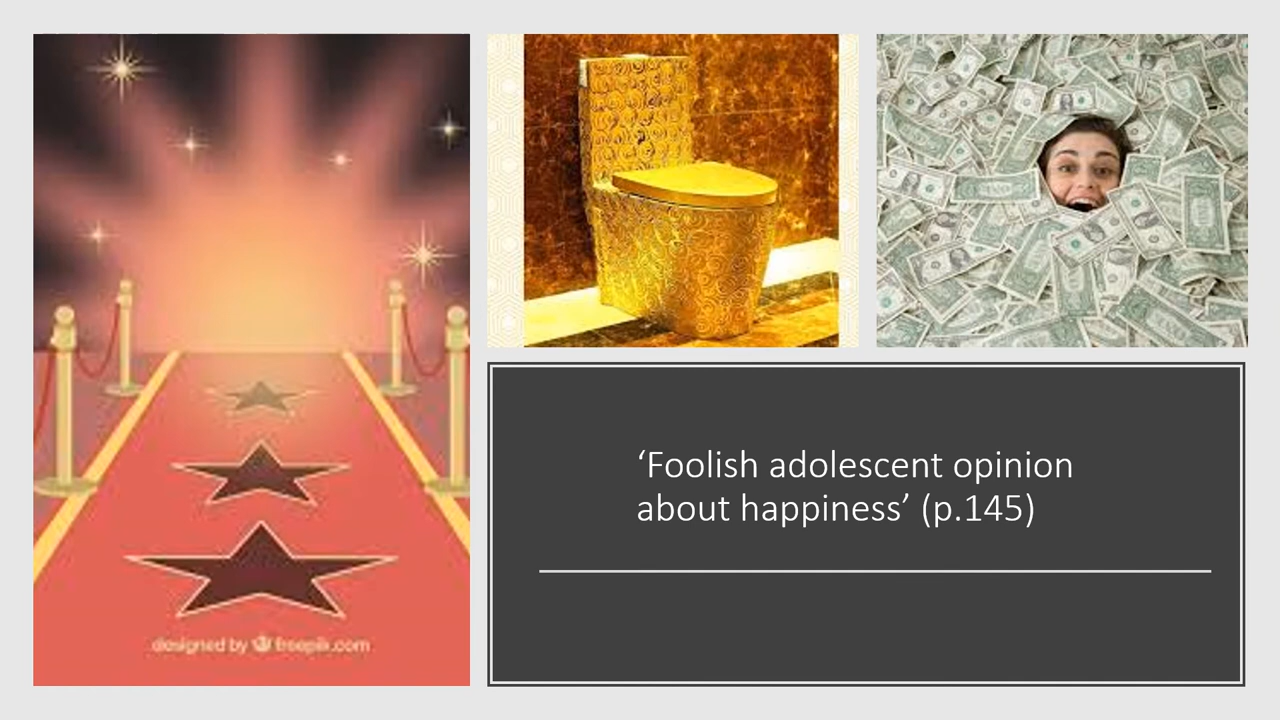 ‘Foolish adolescent opinion
about happiness’ (p.145)
designed by freepik.com